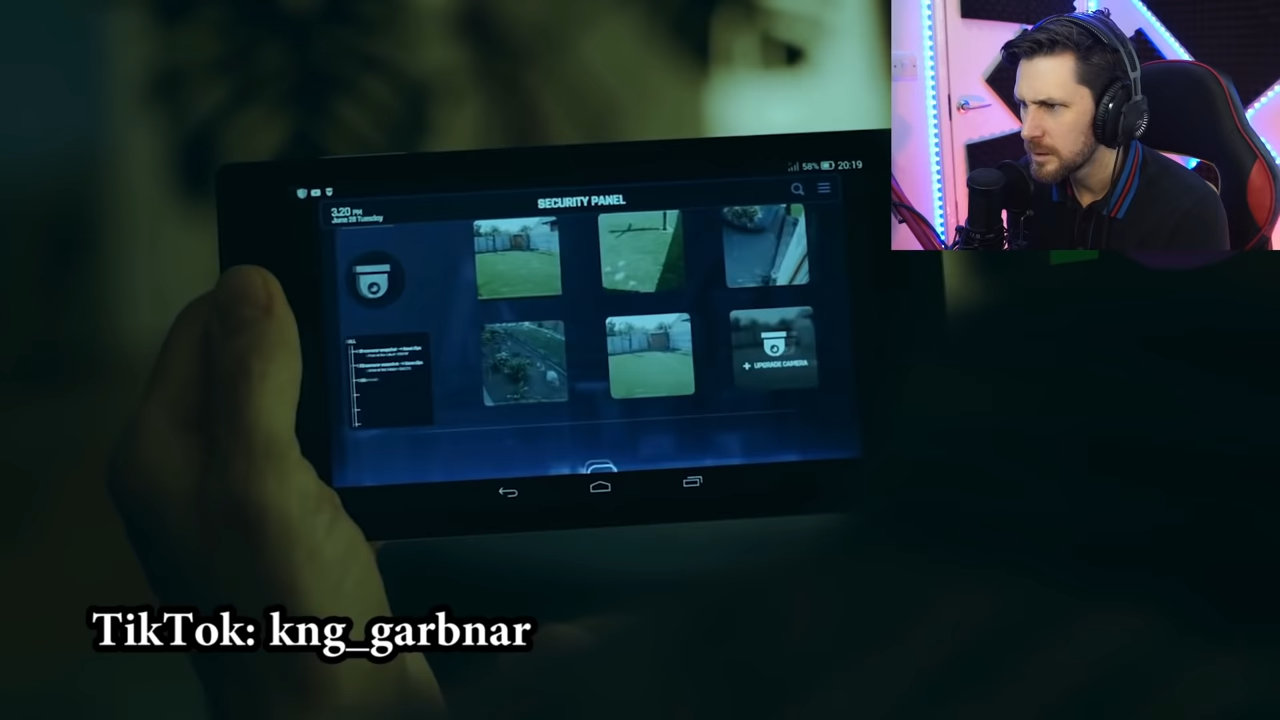 58% 20:19
3.20 PM
June 28 Tuesday
SECURITY PANEL
+ UPGRADE CAMERA
TikTok: kng_garbnar